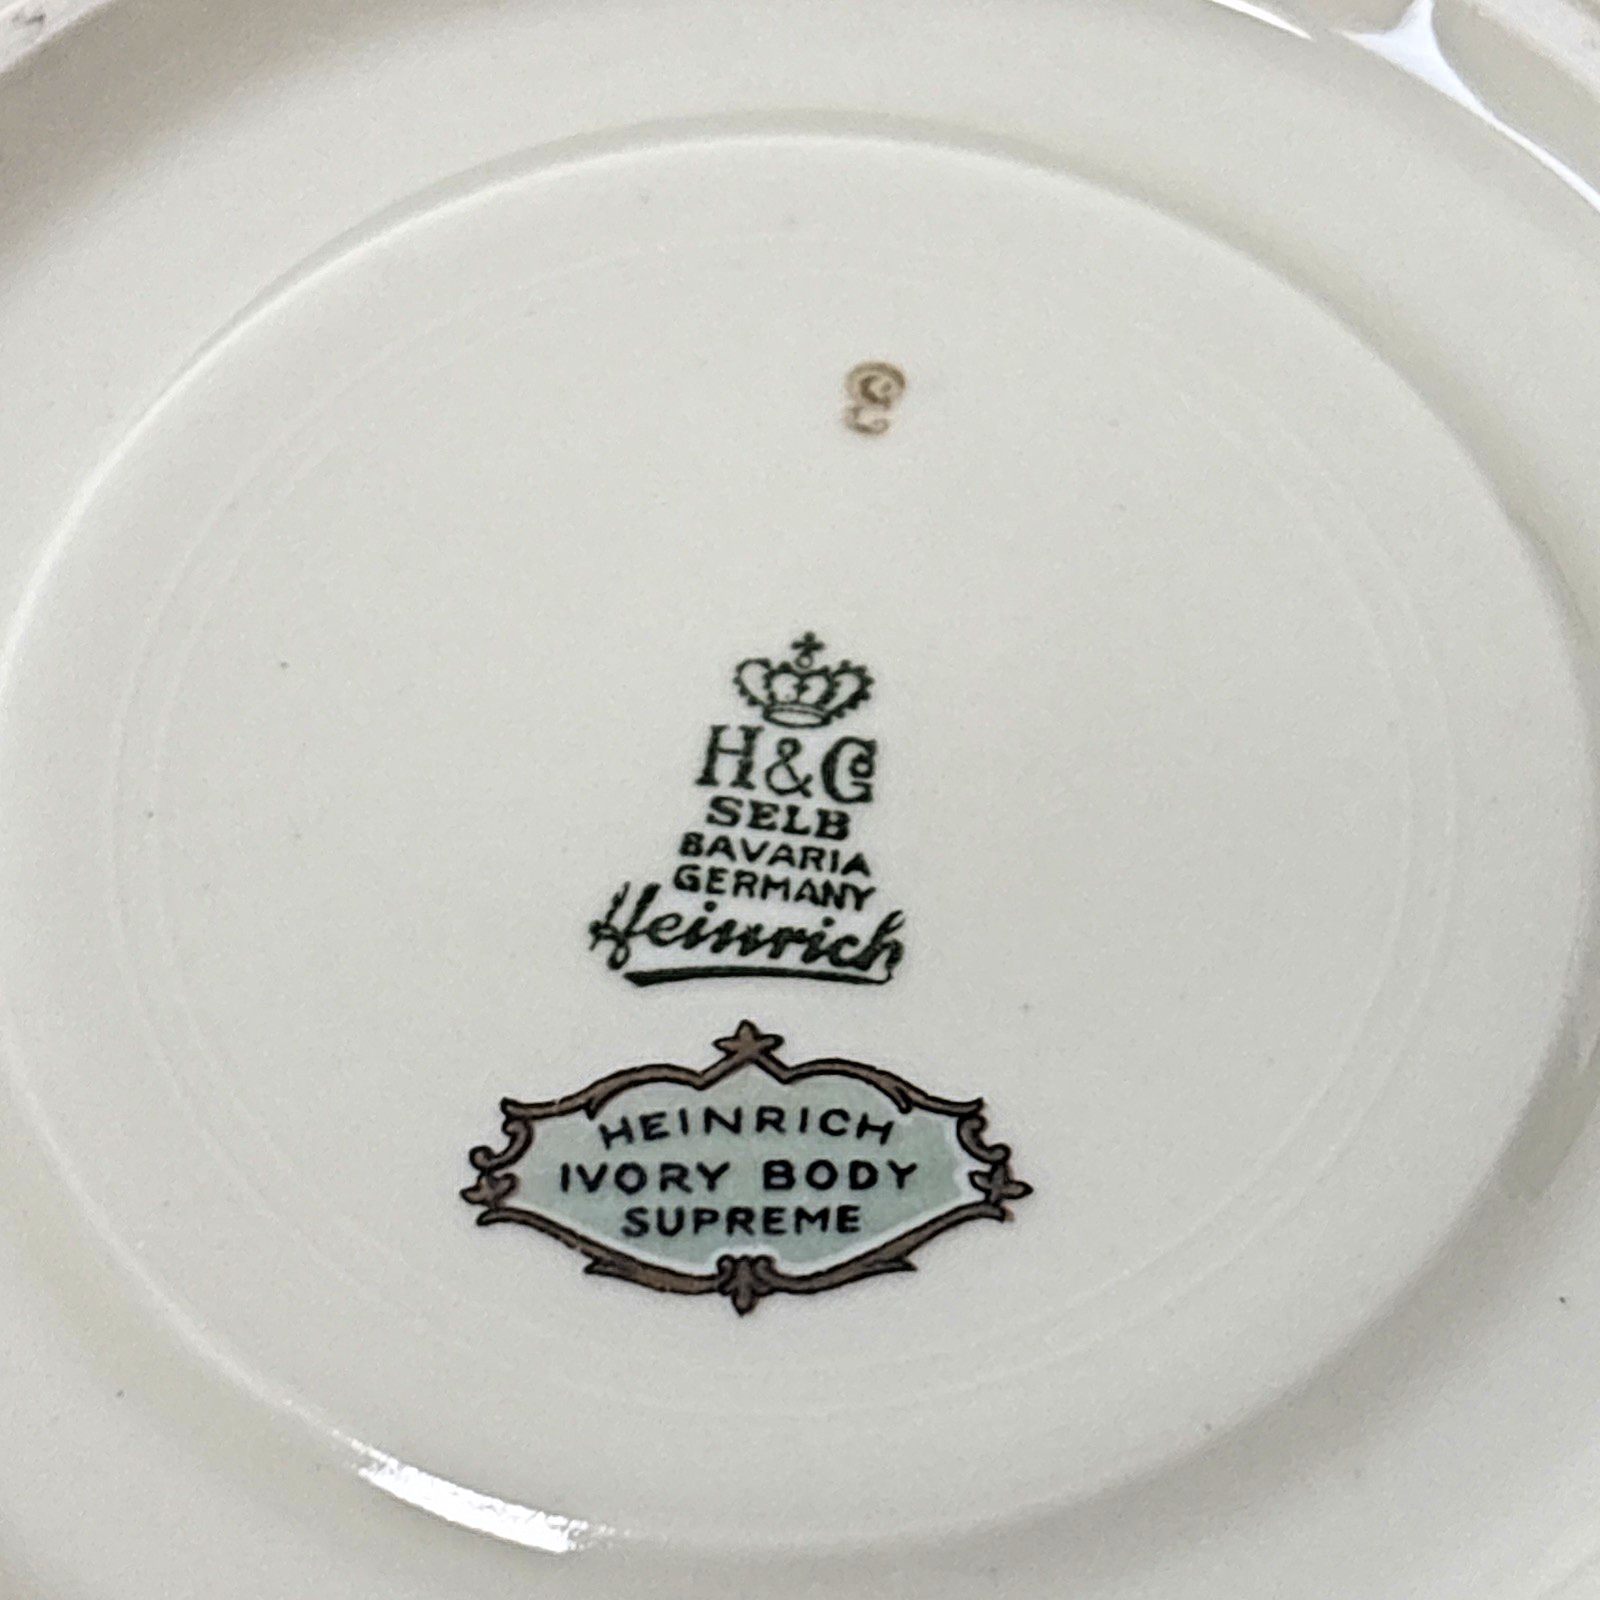 H&Co
SELB
BAVARIA
GERMANY
Heinrich
HEINRICH
IVORY BODY
SUPREME